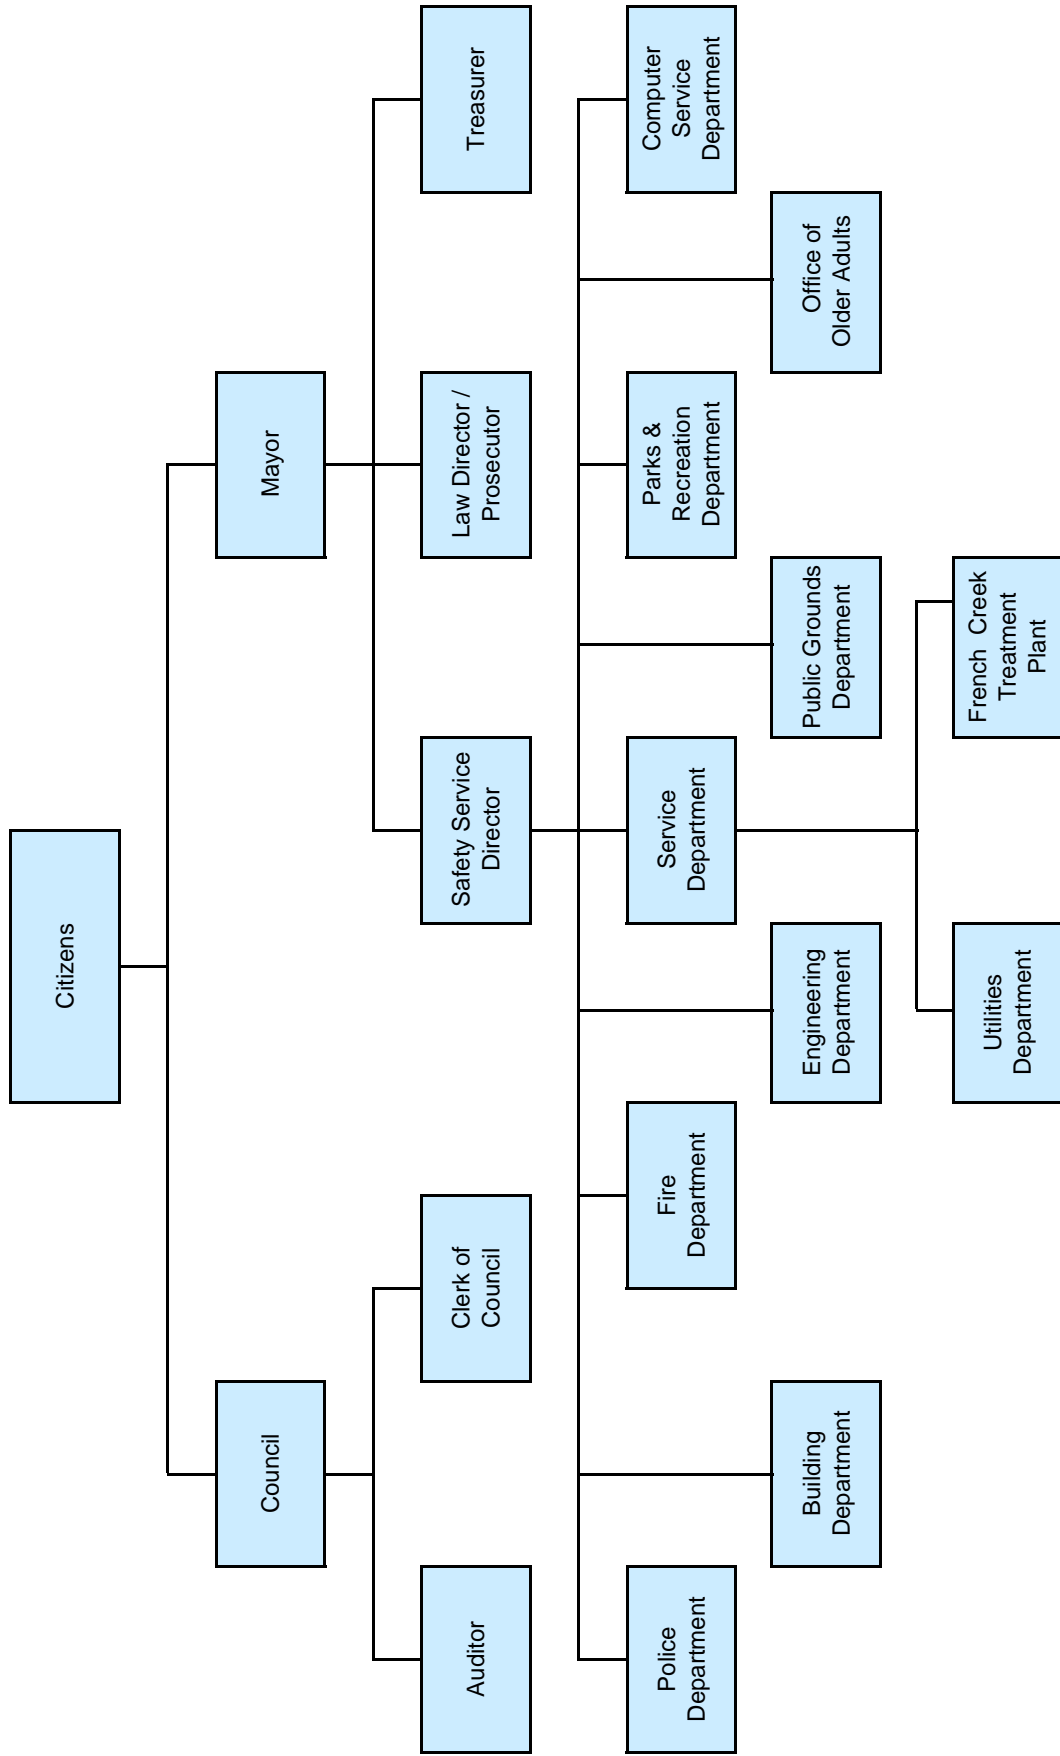 Citizens
Council
Mayor
Auditor
Clerk of
Council
Safety Service
Director
Law Director /
Prosecutor
Treasurer
Police
Department
Fire
Department
Service
Department
Parks &
Recreation
Department
Computer
Service
Department
Building
Department
Engineering
Department
Public Grounds
Department
Office of
Older Adults
Utilities
Department
French Creek
Treatment
Plant